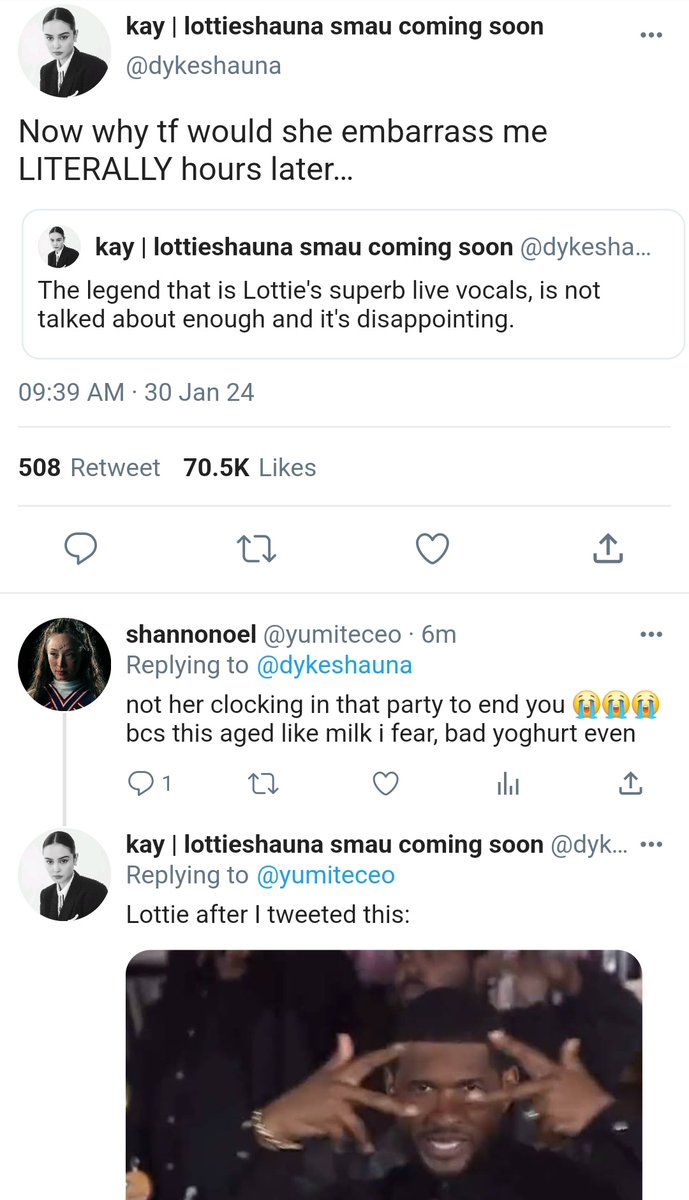 kay | lottieshauna smau coming soon
@dykeshauna
Now why tf would she embarrass me
LITERALLY hours later...
kay | lottieshauna smau coming soon @dykesha...
The legend that is Lottie's superb live vocals, is not
talked about enough and it's disappointing.
09:39 AM · 30 Jan 24
508 Retweet 70.5K Likes
shannonoel @yumiteceo · 6m
Replying to @dykeshauna
not her clocking in that party to end you 😭😭😭
bcs this aged like milk i fear, bad yoghurt even
1
kay | lottieshauna smau coming soon @dyk...
Replying to @yumiteceo
Lottie after I tweeted this: